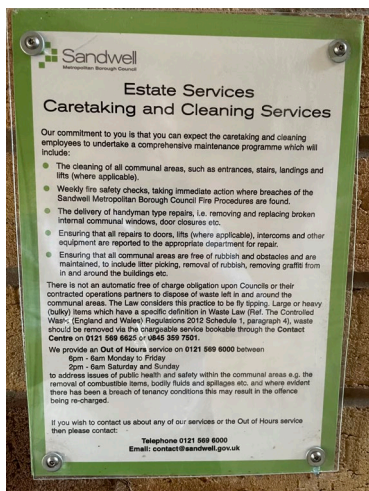 Sandwell
Metropolitan Borough Council
Estate Services
Caretaking and Cleaning Services
Our commitment to you is that you can expect the caretaking and cleaning
employees to undertake a comprehensive maintenance programme which will
include:
The cleaning of all communal areas, such as entrances, stairs, landings and
lifts (where applicable).
Weekly fire safety checks, taking immediate action where breaches of the
Sandwell Metropolitan Borough Council Fire Procedures are found.
The delivery of handyman type repairs, i.e. removing and replacing broken
internal communal windows, door closures etc.
Ensuring that all repairs to doors, lifts (where applicable), intercoms and other
equipment are reported to the appropriate department for repair.
Ensuring that all communal areas are free of rubbish and obstacles and are
maintained, to include litter picking, removal of rubbish, removing graffiti from
in and around the buildings etc.
There is not an automatic free of charge obligation upon Councils or their
contracted operations partners to dispose of waste left in and around the
communal areas. The Law considers this practice to be fly tipping. Large or heavy
(bulky) items which have a specific definition in Waste Law (Ref. The Controlled
Waste (England and Wales) Regulations 2012 Schedule 1, paragraph 4), waste
should be removed via the chargeable service bookable through the Contact
Centre on 0121 569 6625 or 0845 359 7501.
We provide an Out of Hours service on 0121 569 6000 between
6pm - 6am Monday to Friday
2pm - 6am Saturday and Sunday
to address issues of public health and safety within the communal areas e.g. the
removal of combustible items, bodily fluids and spillages etc. and where evident
there has been a breach of tenancy conditions this may result in the offence
being re-charged.
If you wish to contact us about any of our services or the Out of Hours service
then please contact:
Telephone 0121 569 6000
Email: contact@sandwell.gov.uk